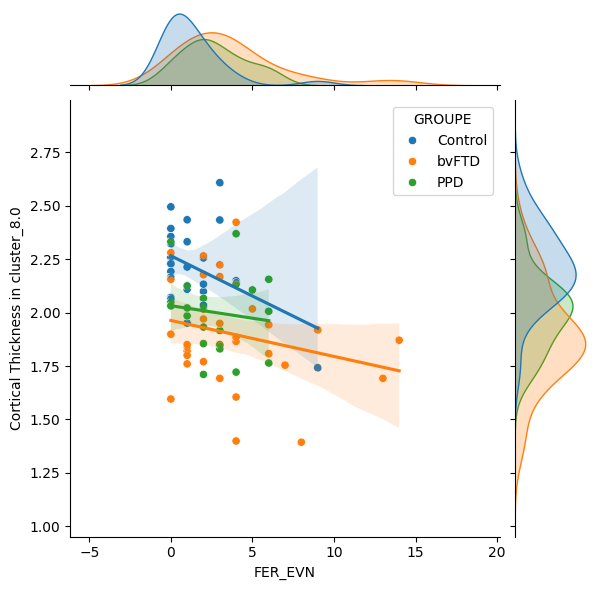 GROUPE
Control
bvFTD
PPD
Cortical Thickness in cluster_8.0
2.75
2.50
2.25
2.00
1.75
1.50
1.25
1.00
−5
0
5
10
15
20
FER_EVN